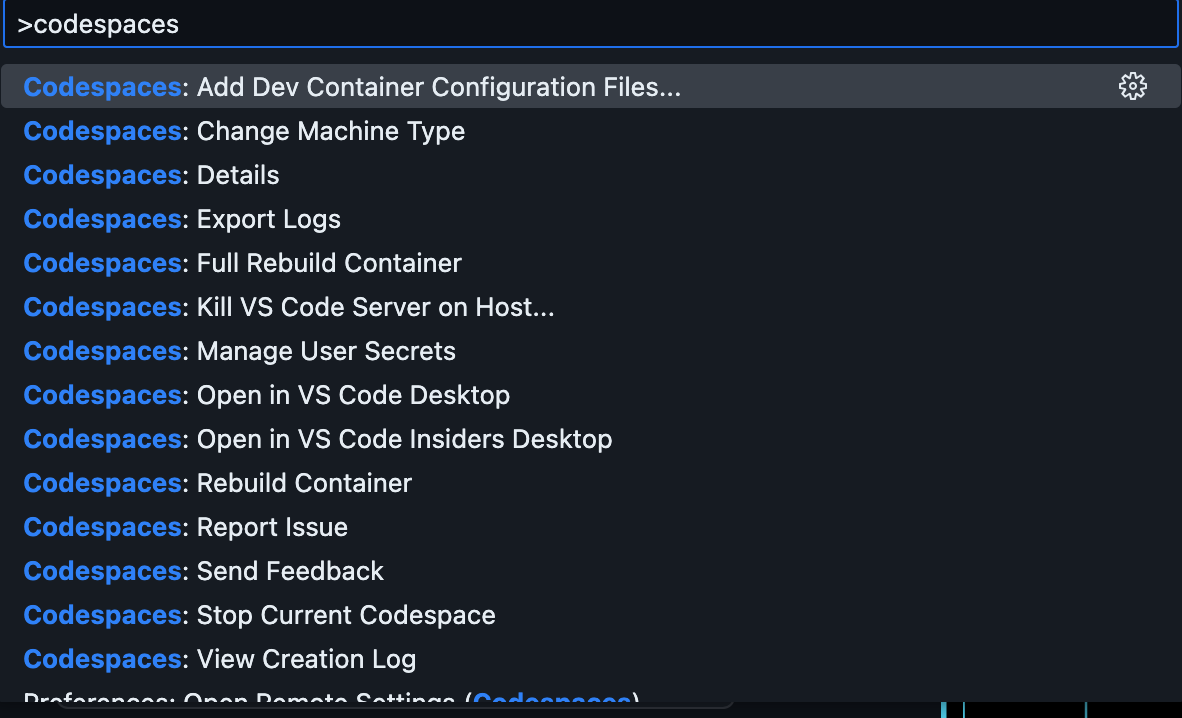 >codespaces
Codespaces: Add Dev Container Configuration Files...
Codespaces: Change Machine Type
Codespaces: Details
Codespaces: Export Logs
Codespaces: Full Rebuild Container
Codespaces: Kill VS Code Server on Host...
Codespaces: Manage User Secrets
Codespaces: Open in VS Code Desktop
Codespaces: Open in VS Code Insiders Desktop
Codespaces: Rebuild Container
Codespaces: Report Issue
Codespaces: Send Feedback
Codespaces: Stop Current Codespace
Codespaces: View Creation Log
Preferences: Open Remote Settings (Codespaces)